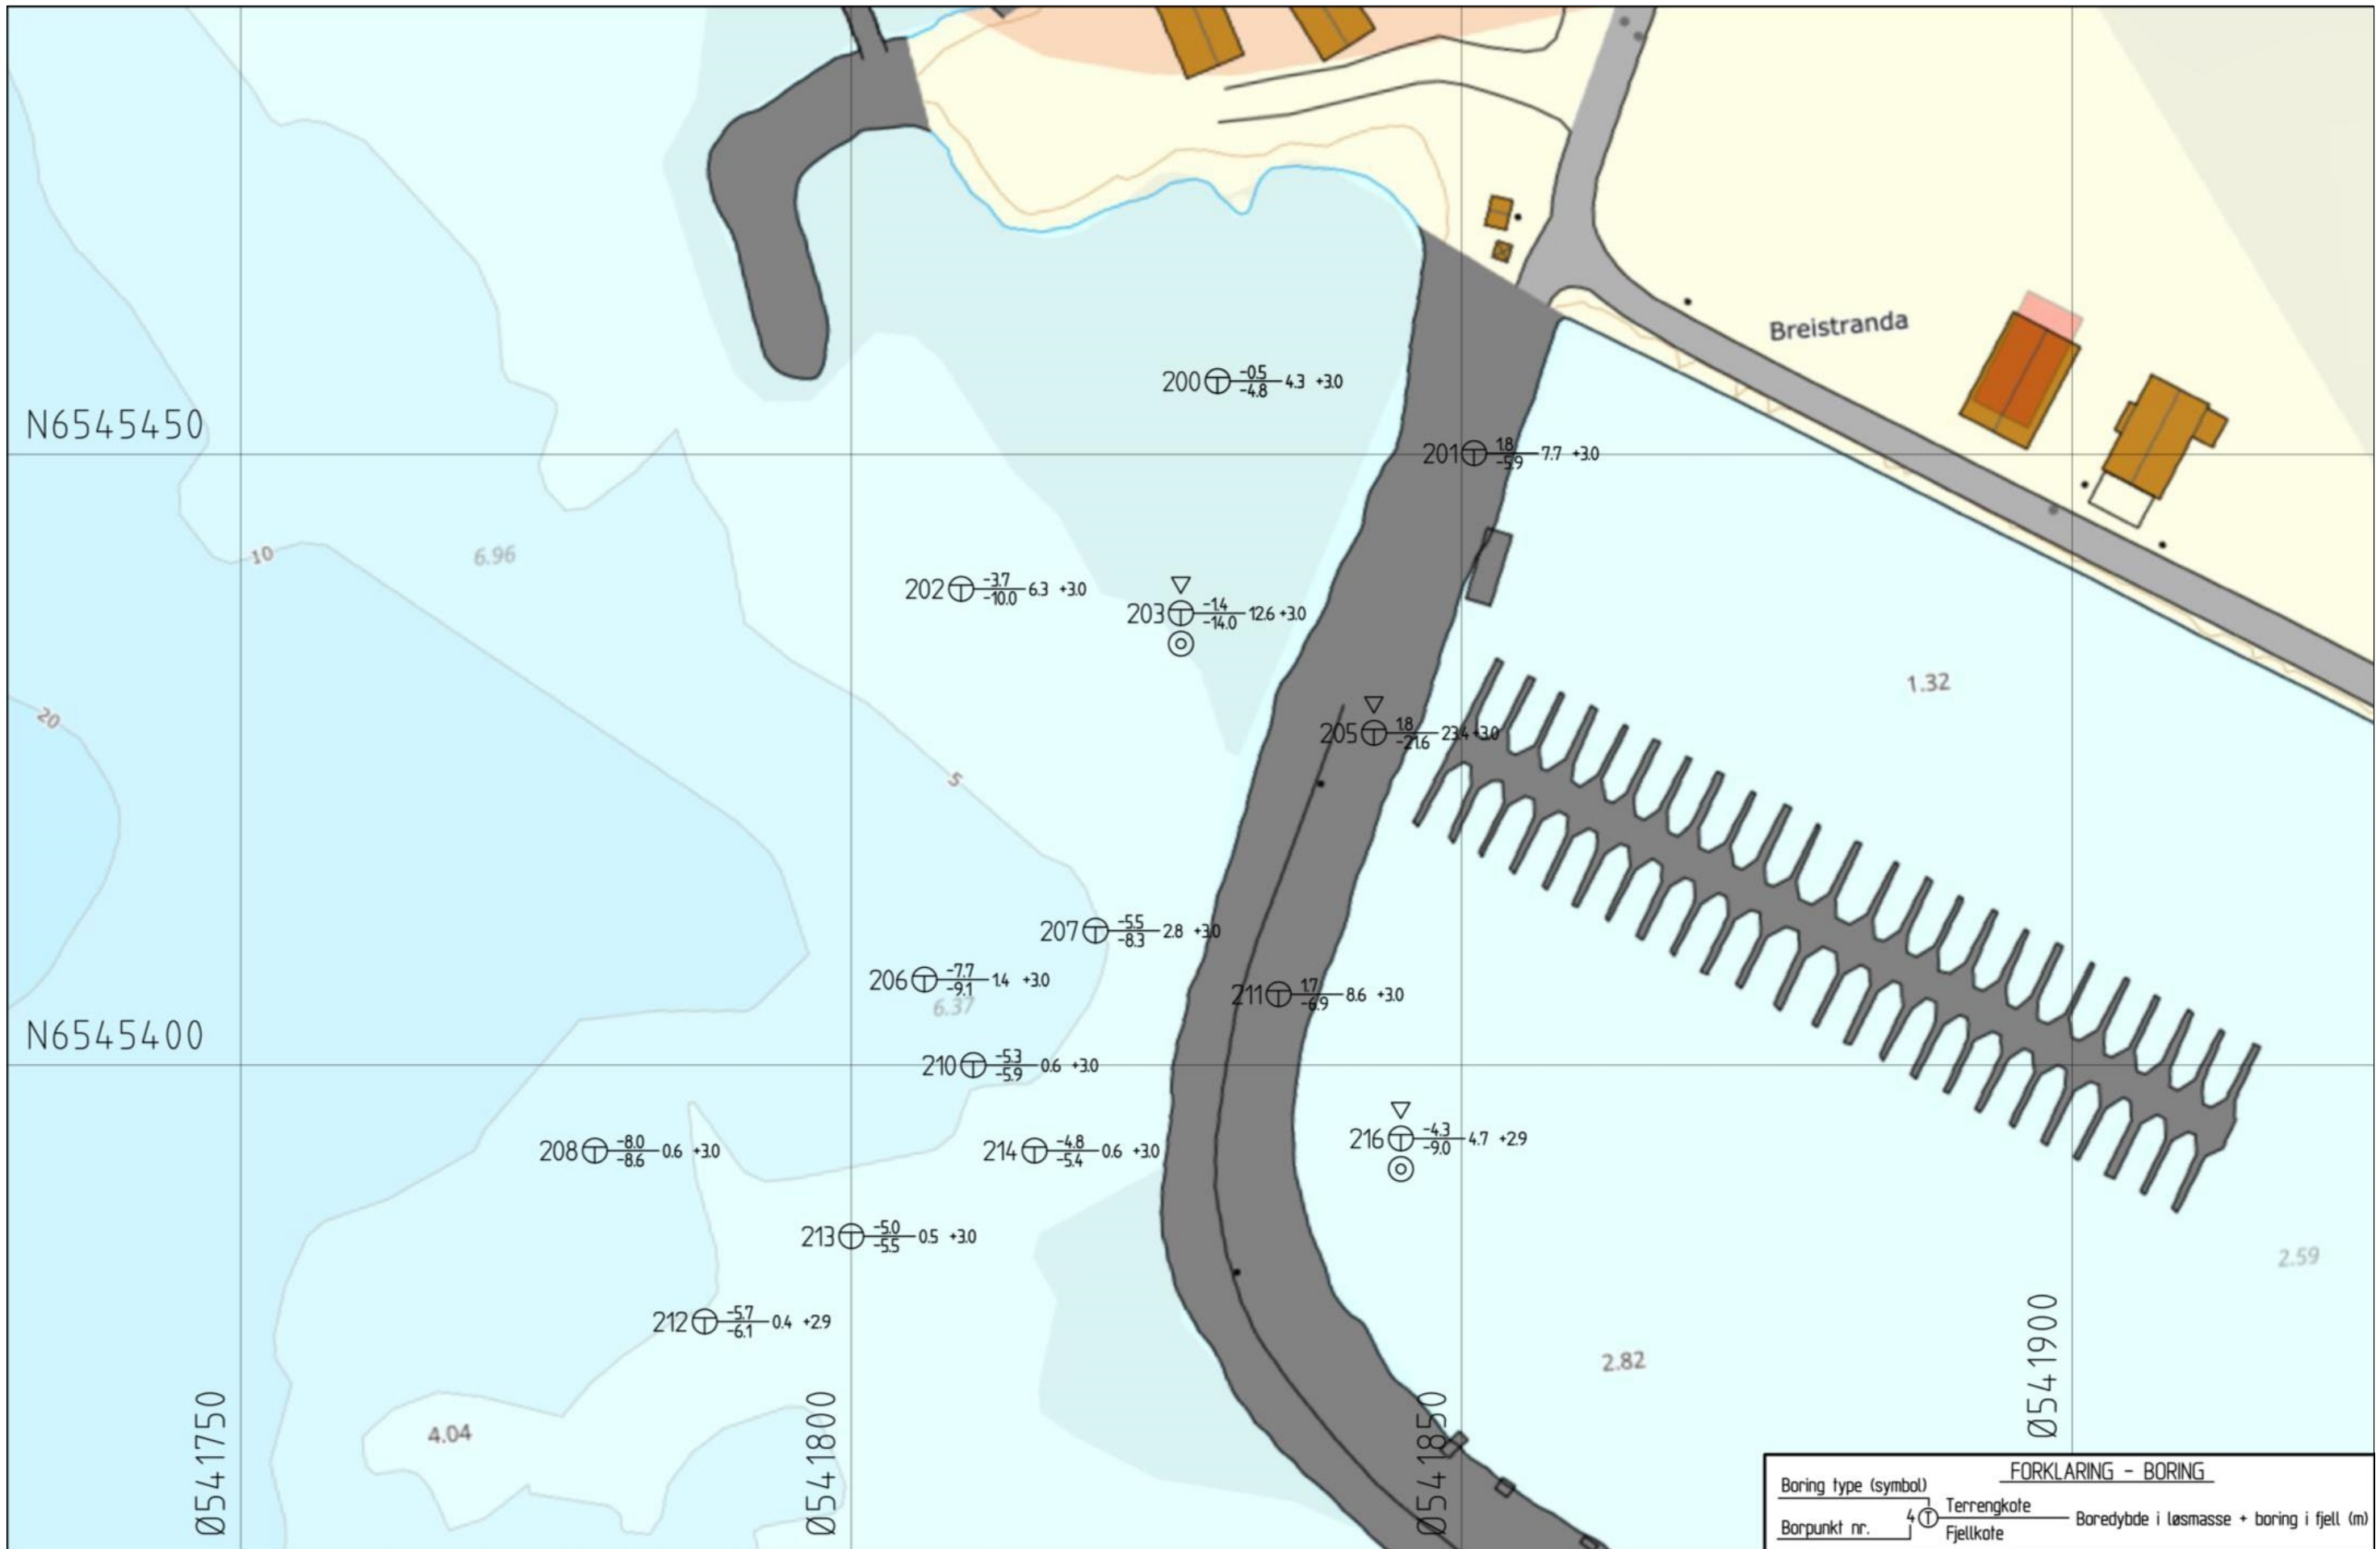 Breistranda
N6545450
200 -0.5 -4.8 4.3 +3.0
201 1.8 -5.9 7.7 +3.0
10
6.96
202 -3.7 -10.0 6.3 +3.0
203 -1.4 -14.0 12.6 +3.0
1.32
20
205 1.8 -21.6 23.4 +3.0
5
207 -5.5 -8.3 2.8 +3.0
206 -7.7 -9.1 1.4 +3.0
6.37
211 1.7 -6.9 8.6 +3.0
N6545400
210 -5.3 -5.9 0.6 +3.0
208 -8.0 -8.6 0.6 +3.0
214 -4.8 -5.4 0.6 +3.0
216 -4.3 -9.0 4.7 +2.9
213 -5.0 -5.5 0.5 +3.0
2.59
212 -5.7 -6.1 0.4 +2.9
2.82
4.04
Ø541750
Ø541800
Ø541850
Ø541900
FORKLARING - BORING
Boring type (symbol)
Borpunkt nr.
4
Terrengkote
Fjellkote
Boredybde i løsmasse + boring i fjell (m)